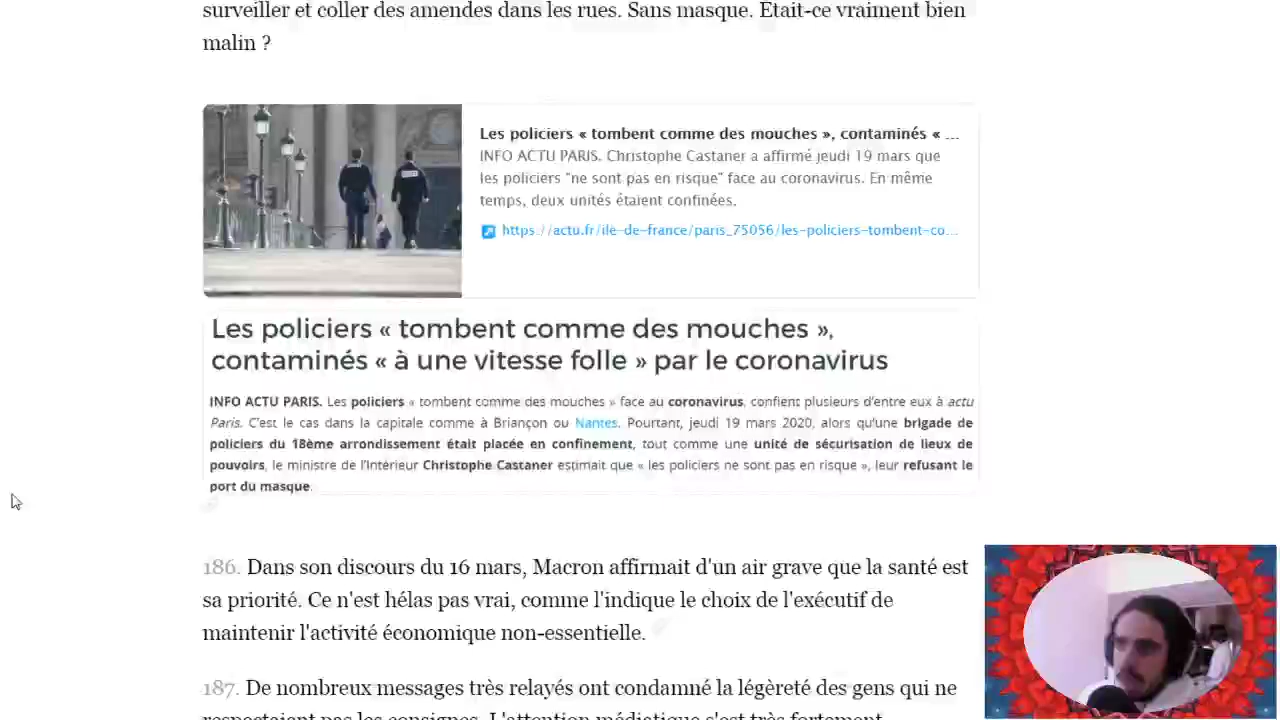 surveiller et coller des amendes dans les rues. Sans masque. Était-ce vraiment bien
malin ?
Les policiers « tombent comme des mouches », contaminés « ...
INFO ACTU PARIS. Christophe Castaner a affirmé jeudi 19 mars que
les policiers "ne sont pas en risque" face au coronavirus. En même
temps, deux unités étaient confinées.
https://actu.fr/ile-de-france/paris_75056/les-policiers-tombent-co...
Les policiers « tombent comme des mouches »,
contaminés « à une vitesse folle » par le coronavirus
INFO ACTU PARIS. Les policiers « tombent comme des mouches » face au coronavirus, confient plusieurs d'entre eux à actu
Paris. C'est le cas dans la capitale comme à Briançon ou Nantes. Pourtant, jeudi 19 mars 2020, alors qu'une brigade de
policiers du 18ème arrondissement était placée en confinement, tout comme une unité de sécurisation de lieux de
pouvoirs, le ministre de l'Intérieur Christophe Castaner estimait que « les policiers ne sont pas en risque », leur refusant le
port du masque.
186. Dans son discours du 16 mars, Macron affirmait d'un air grave que la santé est
sa priorité. Ce n'est hélas pas vrai, comme l'indique le choix de l'exécutif de
maintenir l'activité économique non-essentielle.
187. De nombreux messages très relayés ont condamné la légèreté des gens qui ne
respectaient pas les consignes. L'attention médiatique s'est très fortement